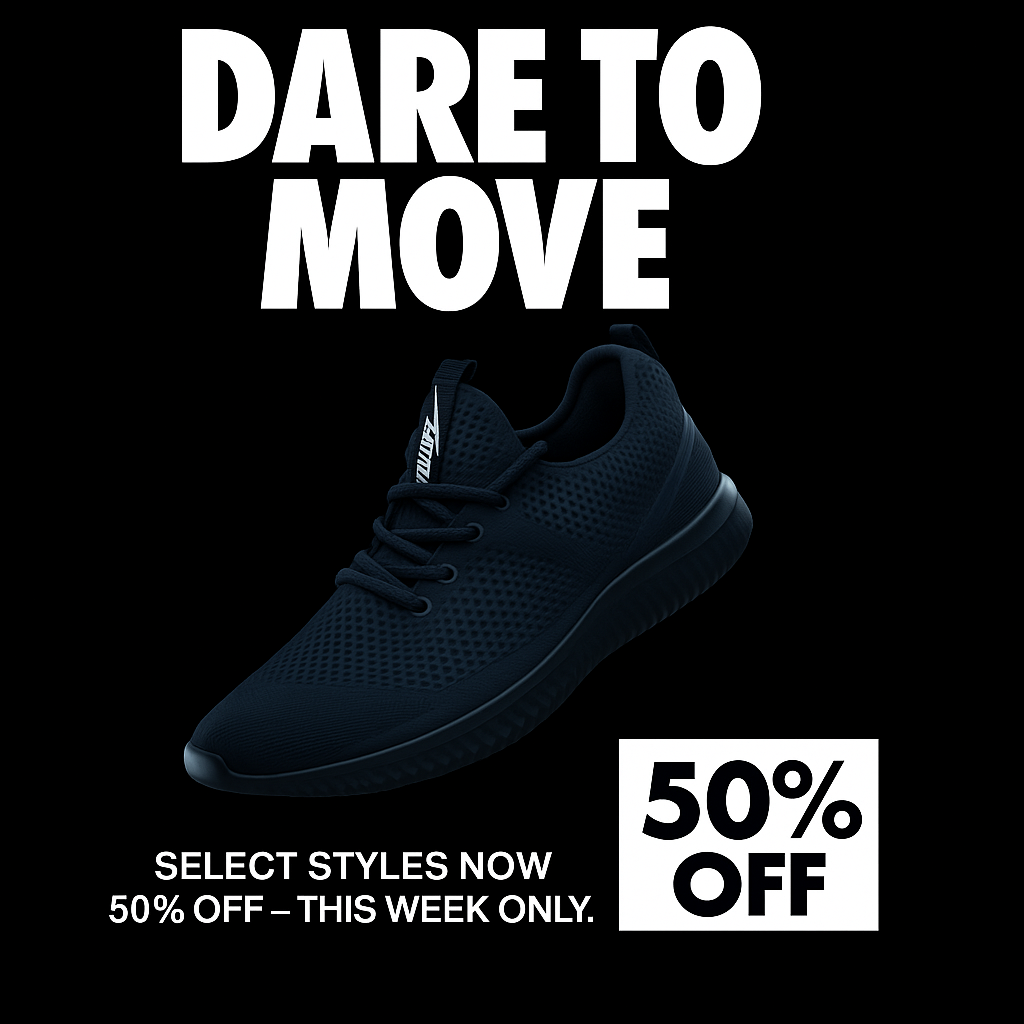 DARE TO
MOVE
SELECT STYLES NOW
50% OFF – THIS WEEK ONLY.
50%
OFF